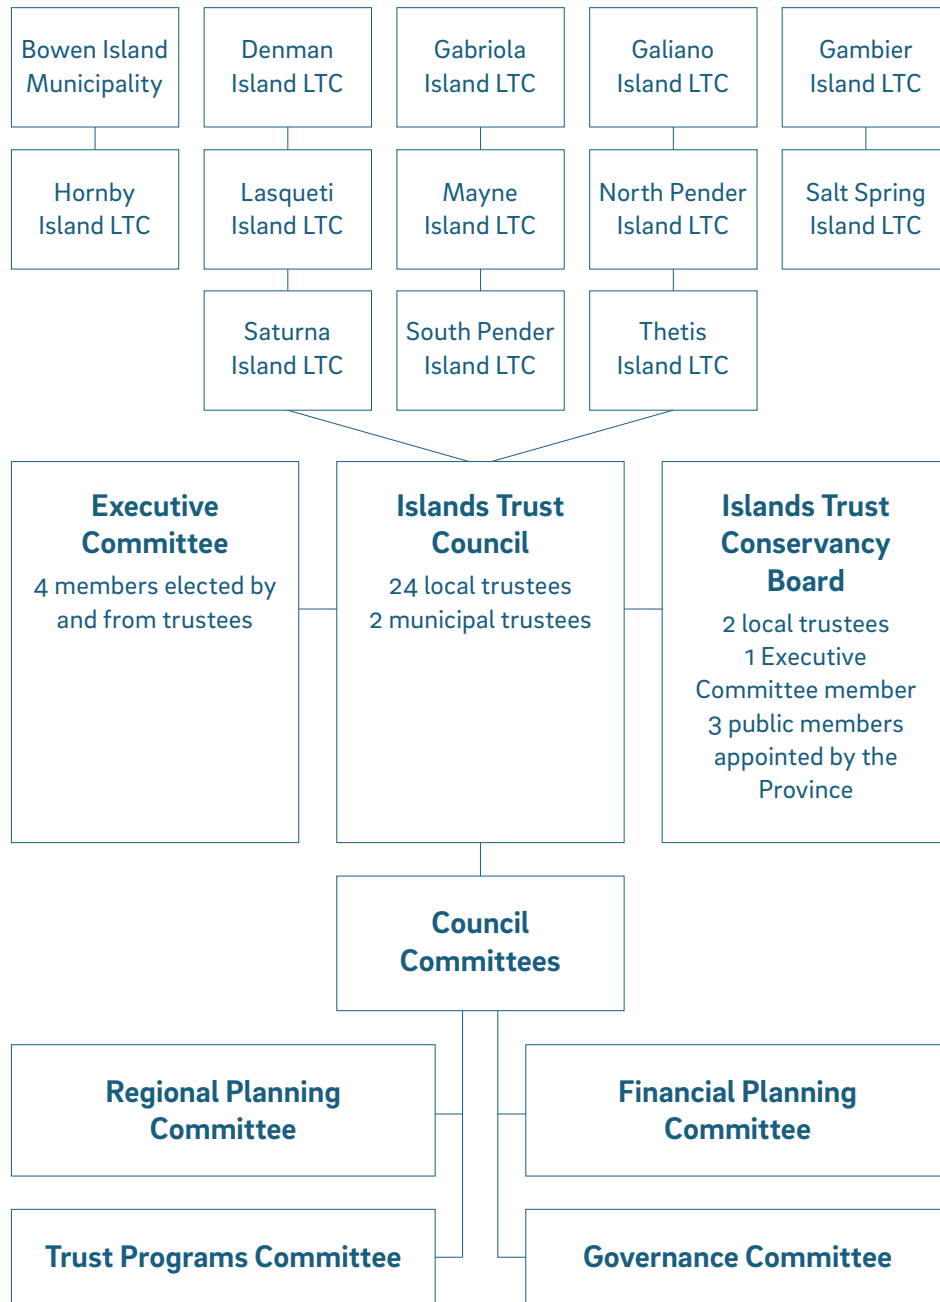 Bowen Island
Municipality
Denman
Island LTC
Gabriola
Island LTC
Galiano
Island LTC
Gambier
Island LTC
Hornby
Island LTC
Lasqueti
Island LTC
Mayne
Island LTC
North Pender
Island LTC
Salt Spring
Island LTC
Saturna
Island LTC
South Pender
Island LTC
Thetis
Island LTC
Executive
Committee
4 members elected by
and from trustees
Islands Trust
Council
24 local trustees
2 municipal trustees
Islands Trust
Conservancy
Board
2 local trustees
1 Executive
Committee member
3 public members
appointed by the
Province
Council
Committees
Regional Planning
Committee
Financial Planning
Committee
Trust Programs Committee
Governance Committee